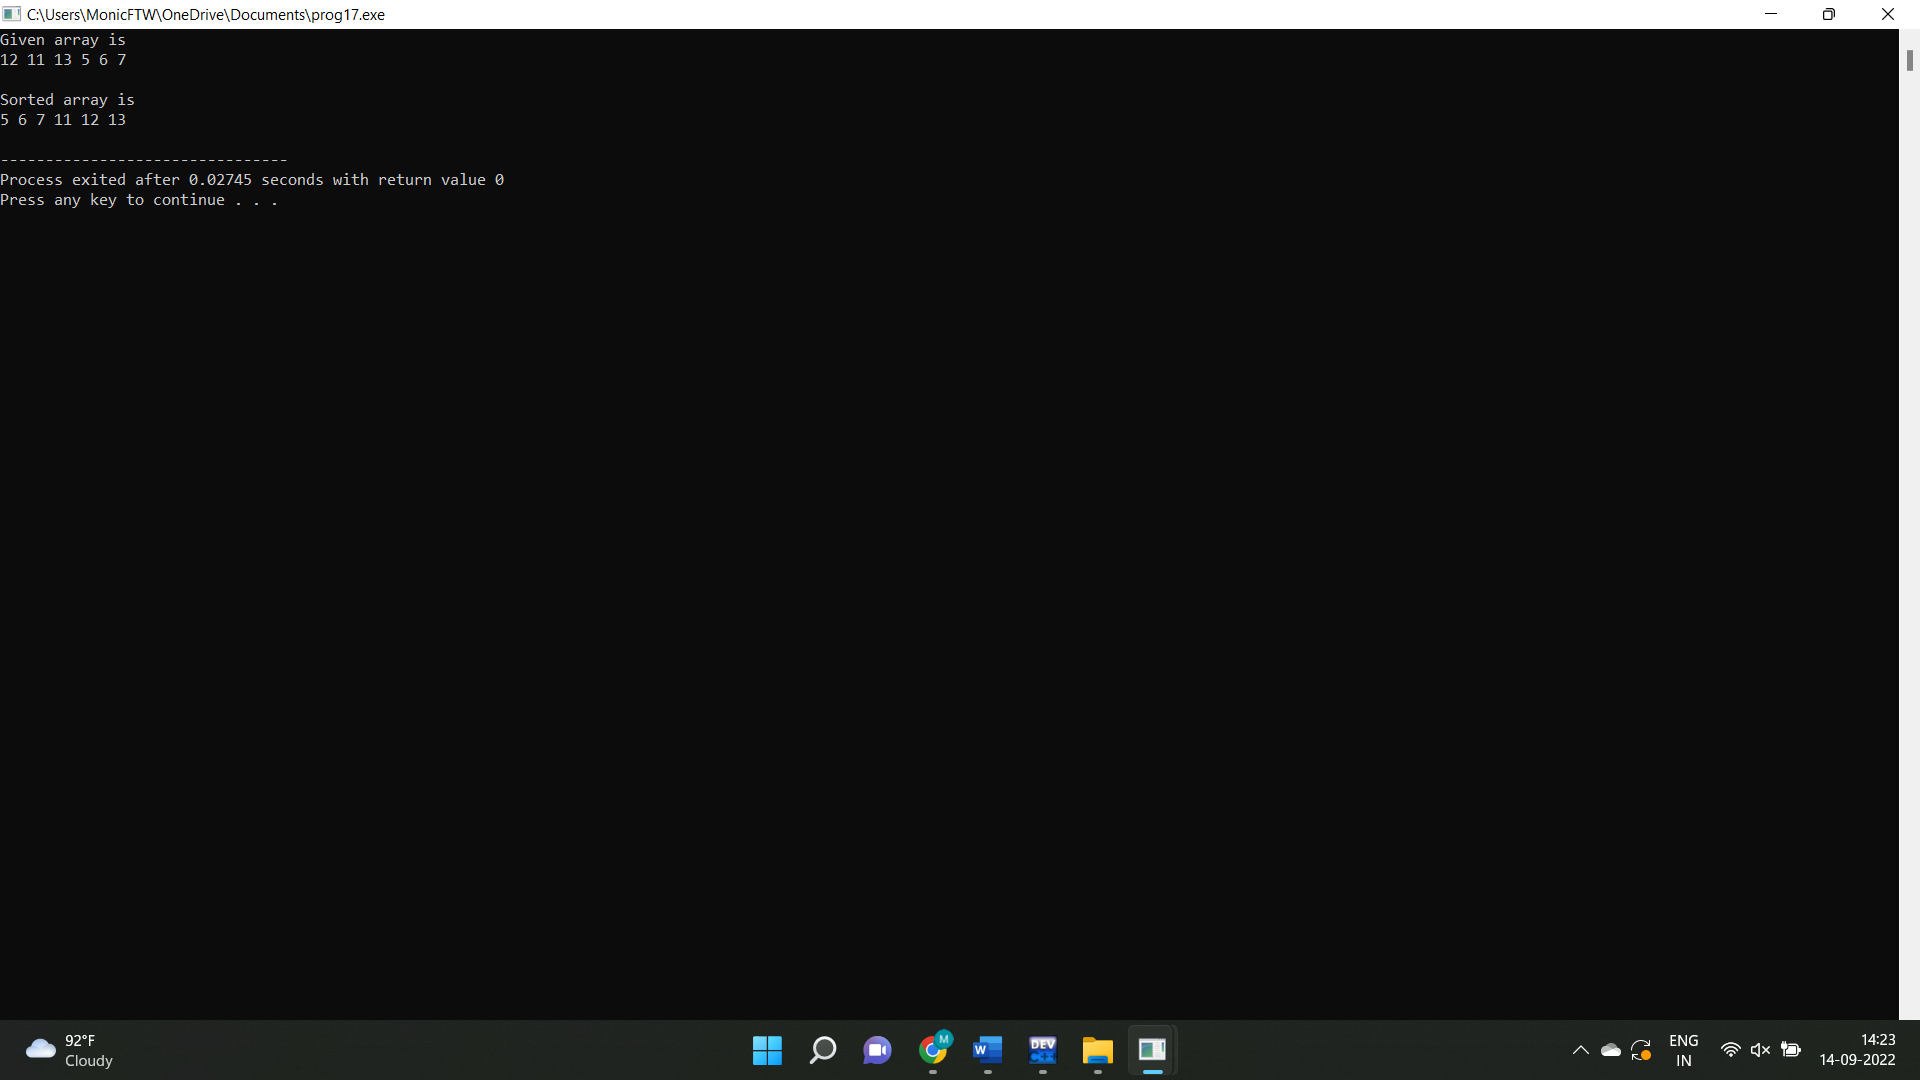 C:\Users\MonicFTW\OneDrive\Documents\prog17.exe
Given array is
12 11 13 5 6 7
Sorted array is
5 6 7 11 12 13
--------------------------------
Process exited after 0.02745 seconds with return value 0
Press any key to continue . . .
92°F
Cloudy
M
W
DEV
C++
ENG
IN
14:23
14-09-2022